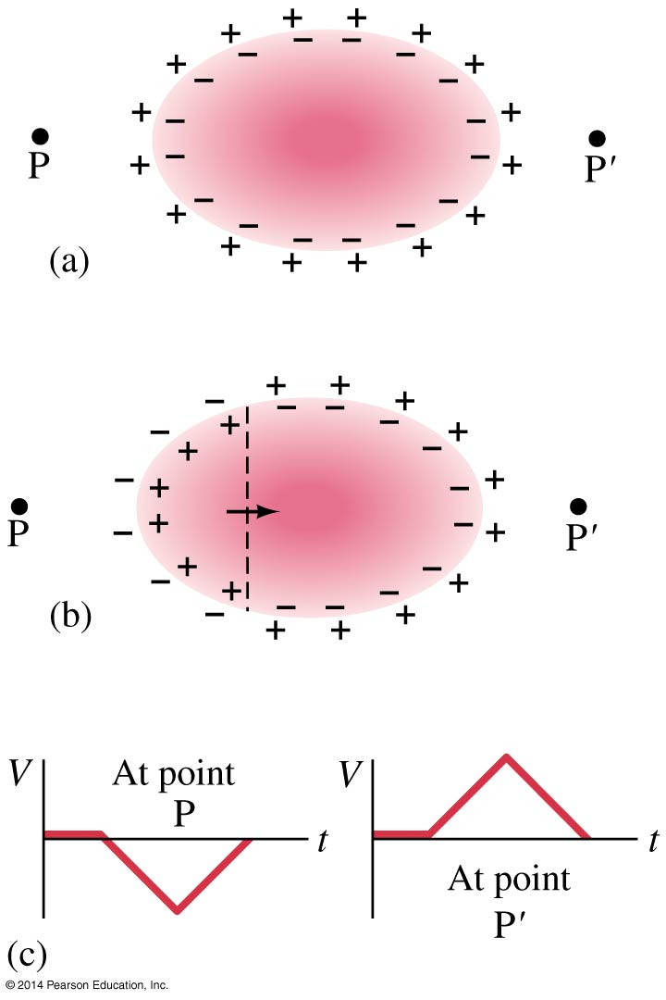 P
P′
(a)
P
P′
(b)
V
At point
P
t
V
t
At point
P′
(c)
© 2014 Pearson Education, Inc.